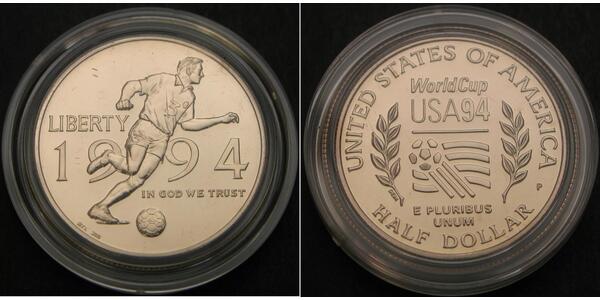 LIBERTY
1994
IN GOD WE TRUST
UNITED STATES OF AMERICA
WorldCup
USA94
P
E PLURIBUS
UNUM
HALF DOLLAR